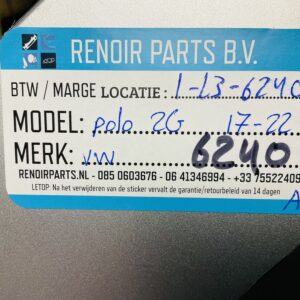 RENOIR PARTS B.V.
BTW / MARGE LOCATIE: 1-L3-6240
MODEL: polo 2G 17-22
MERK: vw 6240
RENOIRPARTS.NL - 085 0603676 - 06 41346994 - +33 75522409
LETOP: Na het verwijderen van de sticker vervalt de garantie/retourbeleid van 14 dagen
A